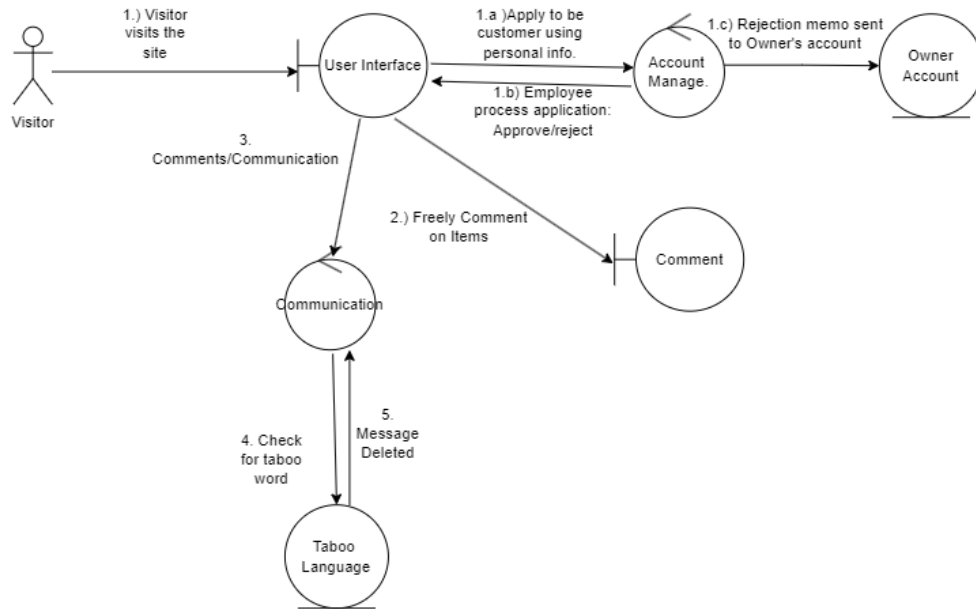 1.) Visitor
visits the
site
Visitor
User Interface
1.a )Apply to be
customer using
personal info.
1.b) Employee
process application:
Approve/reject
Account
Manage.
1.c) Rejection memo sent
to Owner's account
Owner
Account
3.
Comments/Communication
2.) Freely Comment
on Items
Comment
Communication
4. Check
for taboo
word
5.
Message
Deleted
Taboo
Language